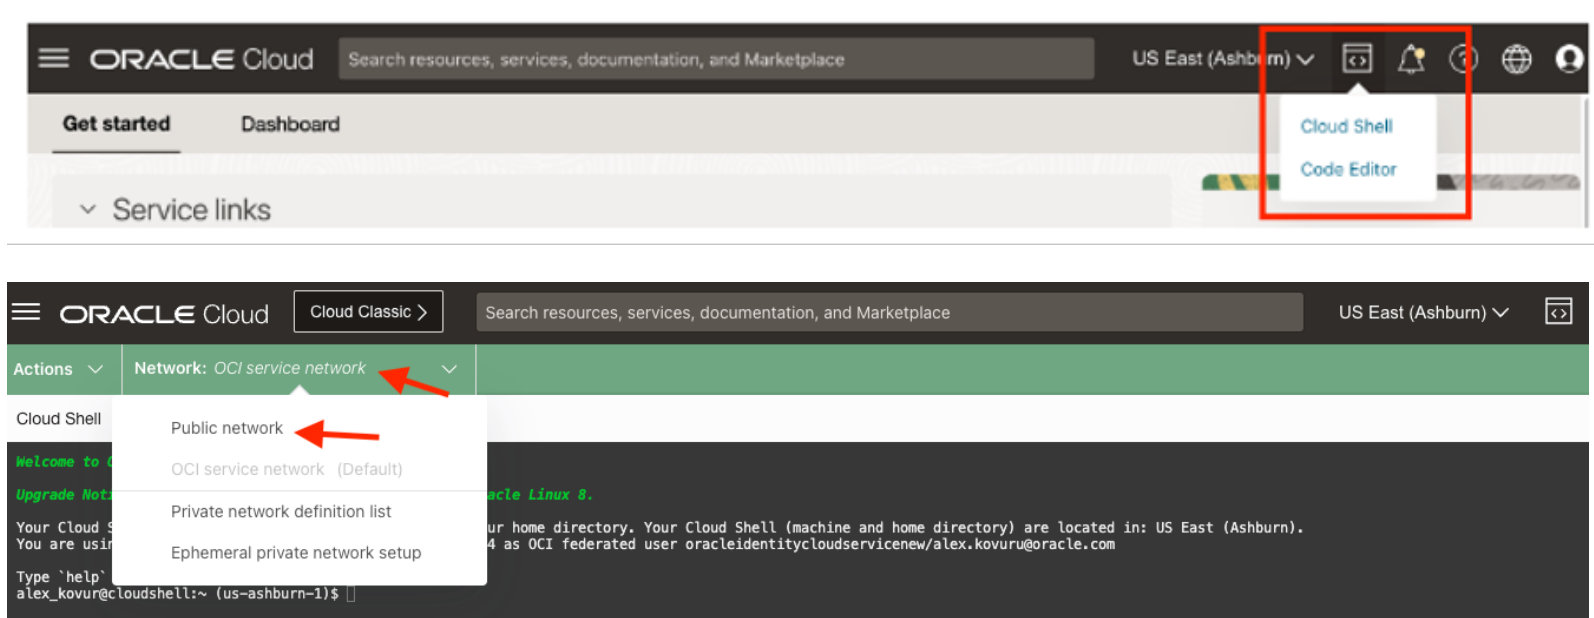 ORACLE Cloud
Search resources, services, documentation, and Marketplace
US East (Ashburn)
Get started
Dashboard
Cloud Shell
Code Editor
Service links
ORACLE Cloud
Cloud Classic
Search resources, services, documentation, and Marketplace
US East (Ashburn)
Actions
Network: OCI service network
Cloud Shell
Public network
OCI service network (Default)
Private network definition list
Ephemeral private network setup
Welcome to
Upgrade acle Linux 8.
Your Cloud ur home directory. Your Cloud Shell (machine and home directory) are located in: US East (Ashburn).
You are 4 as OCI federated user oracleidentitycloudservicenew/alex.kovuru@oracle.com
Type `help`
alex_kovur@cloudshell:~ (us-ashburn-1)$